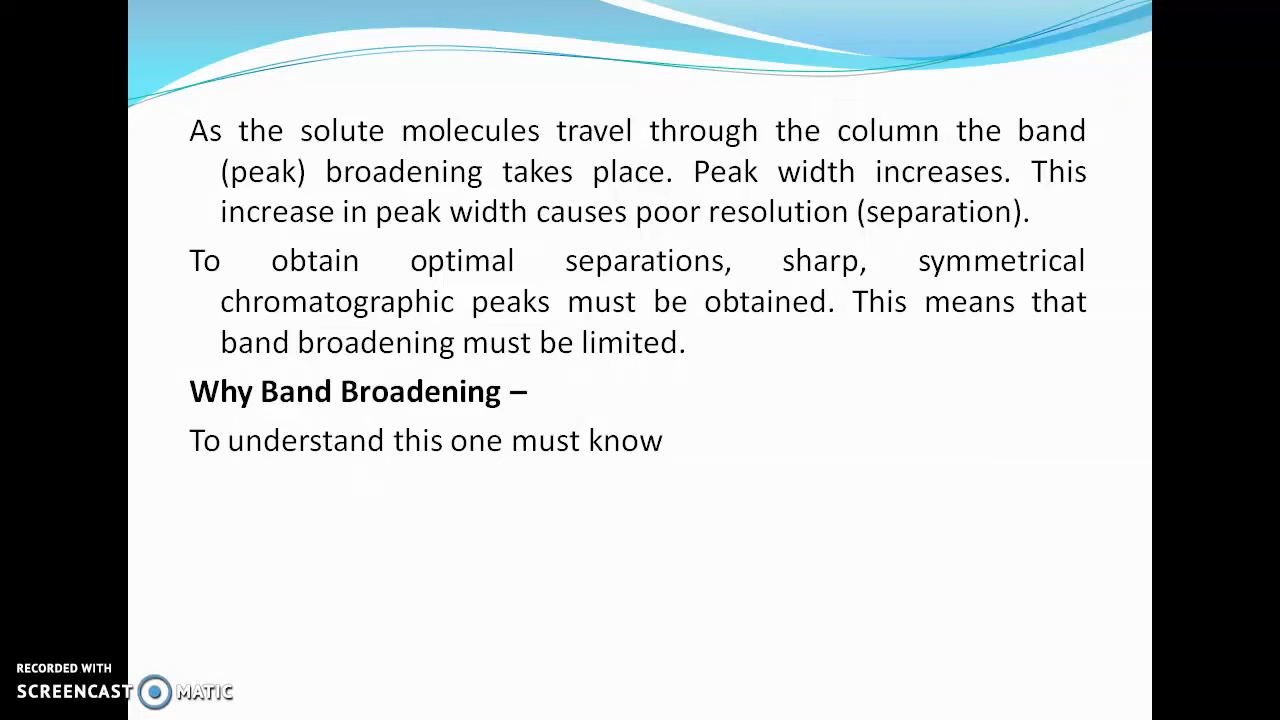 As the solute molecules travel through the column the band
(peak) broadening takes place. Peak width increases. This
increase in peak width causes poor resolution (separation).
To obtain optimal separations, sharp, symmetrical
chromatographic peaks must be obtained. This means that
band broadening must be limited.
Why Band Broadening –
To understand this one must know
RECORDED WITH
SCREENCAST MATIC